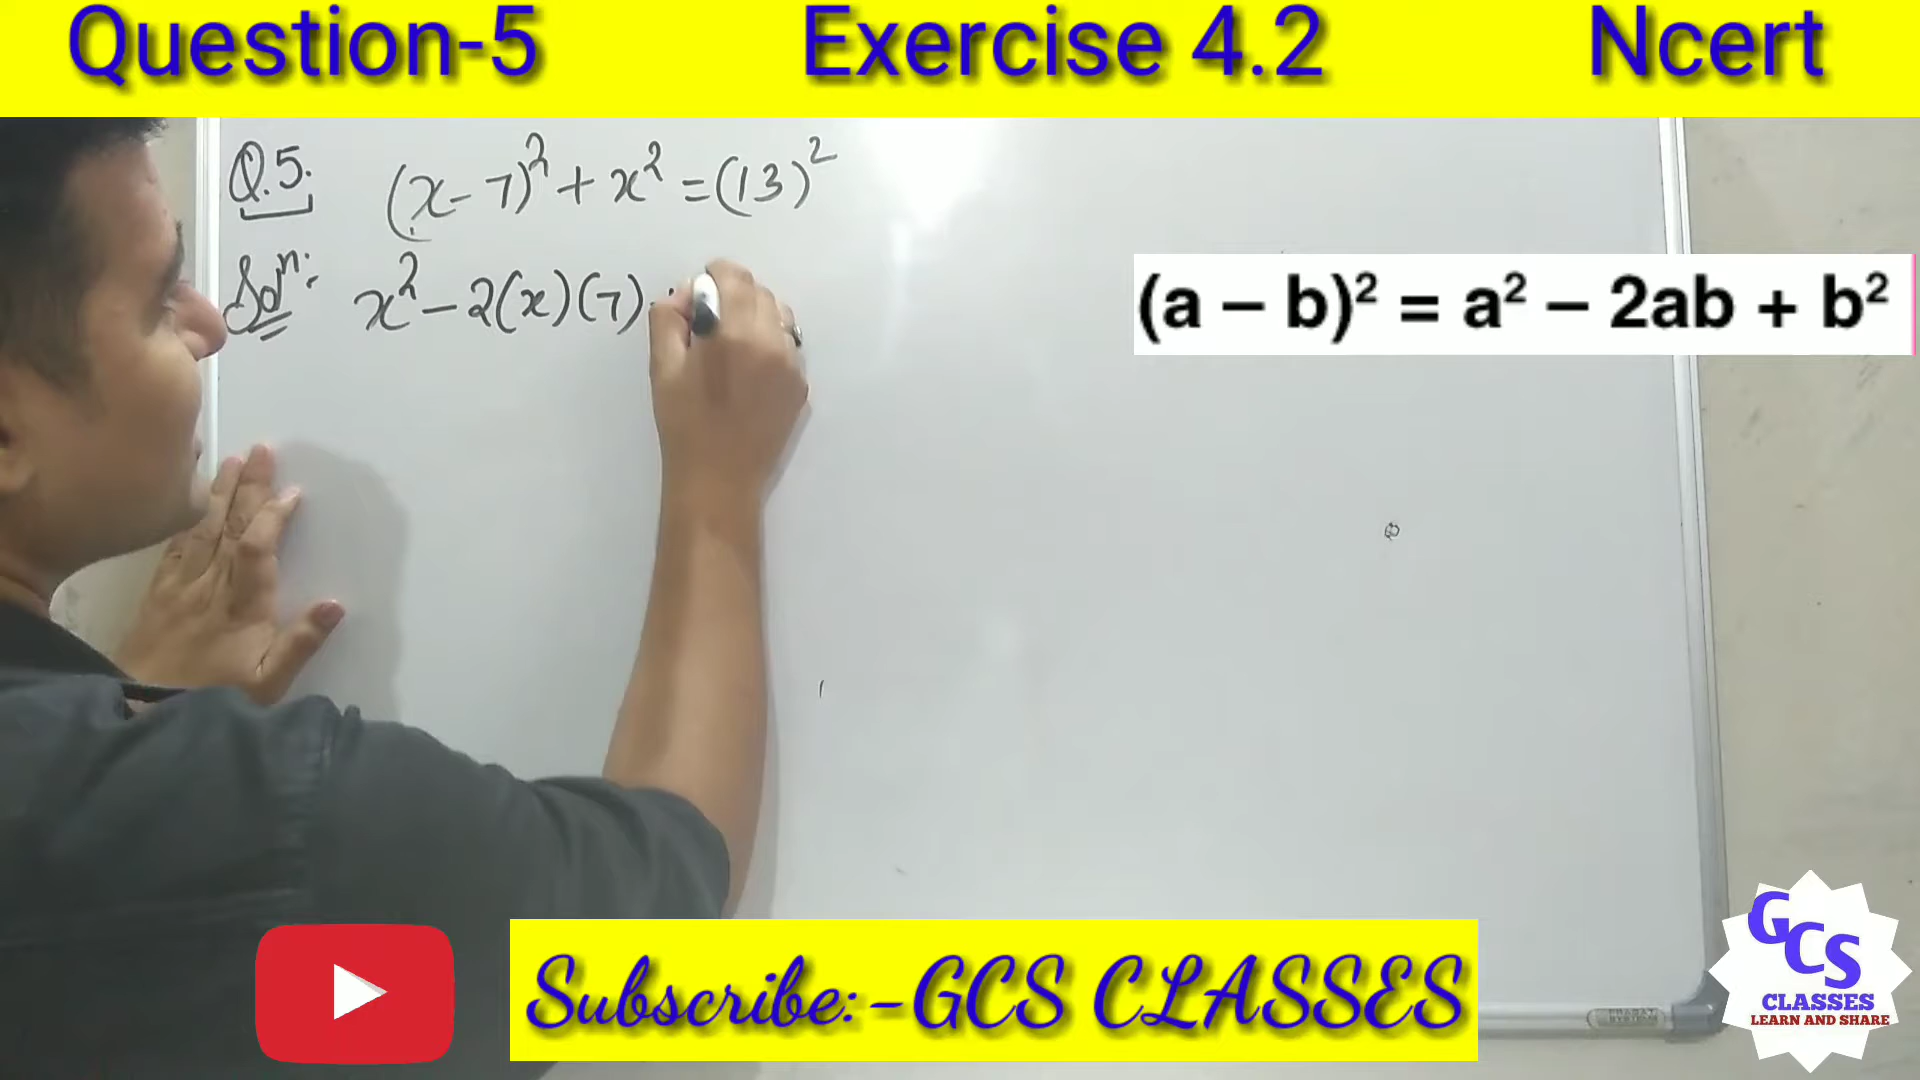 Question-5 Exercise 4.2 Ncert
Q.5. (x-7)² + x² = (13)²
Solⁿ:- x² - 2(x)(7)
(a – b)² = a² – 2ab + b²
Subscribe:-GCS CLASSES
GCS
CLASSES
LEARN AND SHARE